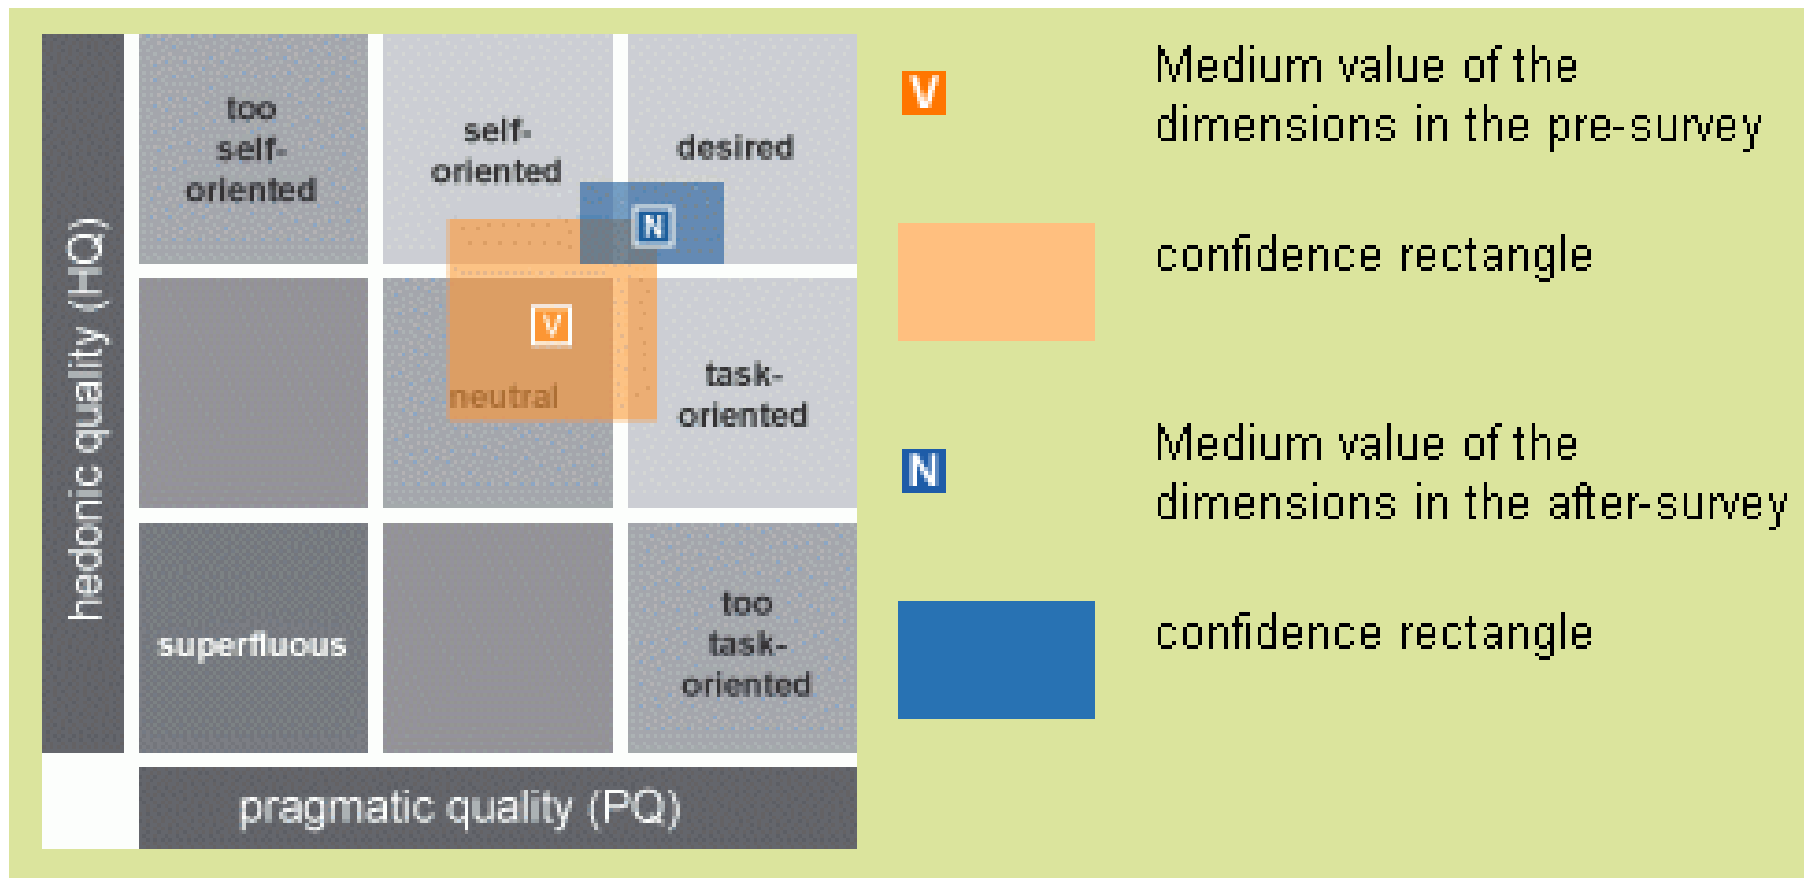 too
self-
oriented
self-
oriented
desired
hedonic quality (HQ)
V
N
neutral
task-
oriented
superfluous
too
task-
oriented
pragmatic quality (PQ)
V
Medium value of the
dimensions in the pre-survey
confidence rectangle
N
Medium value of the
dimensions in the after-survey
confidence rectangle